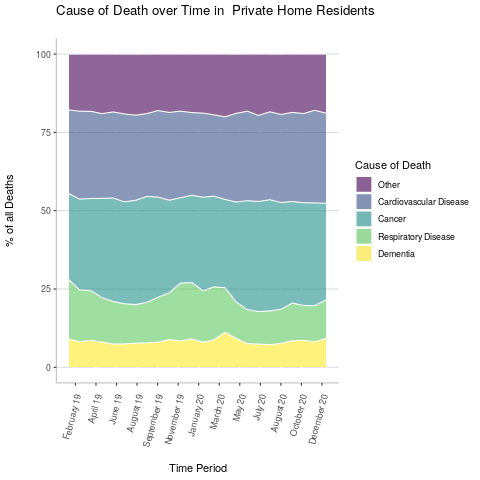 Cause of Death over Time in  Private Home Residents
% of all Deaths
100
75
50
25
0
February 19
April 19
June 19
August 19
September 19
November 19
January 20
March 20
May 20
July 20
August 20
October 20
December 20
Time Period
Cause of Death
Other
Cardiovascular Disease
Cancer
Respiratory Disease
Dementia